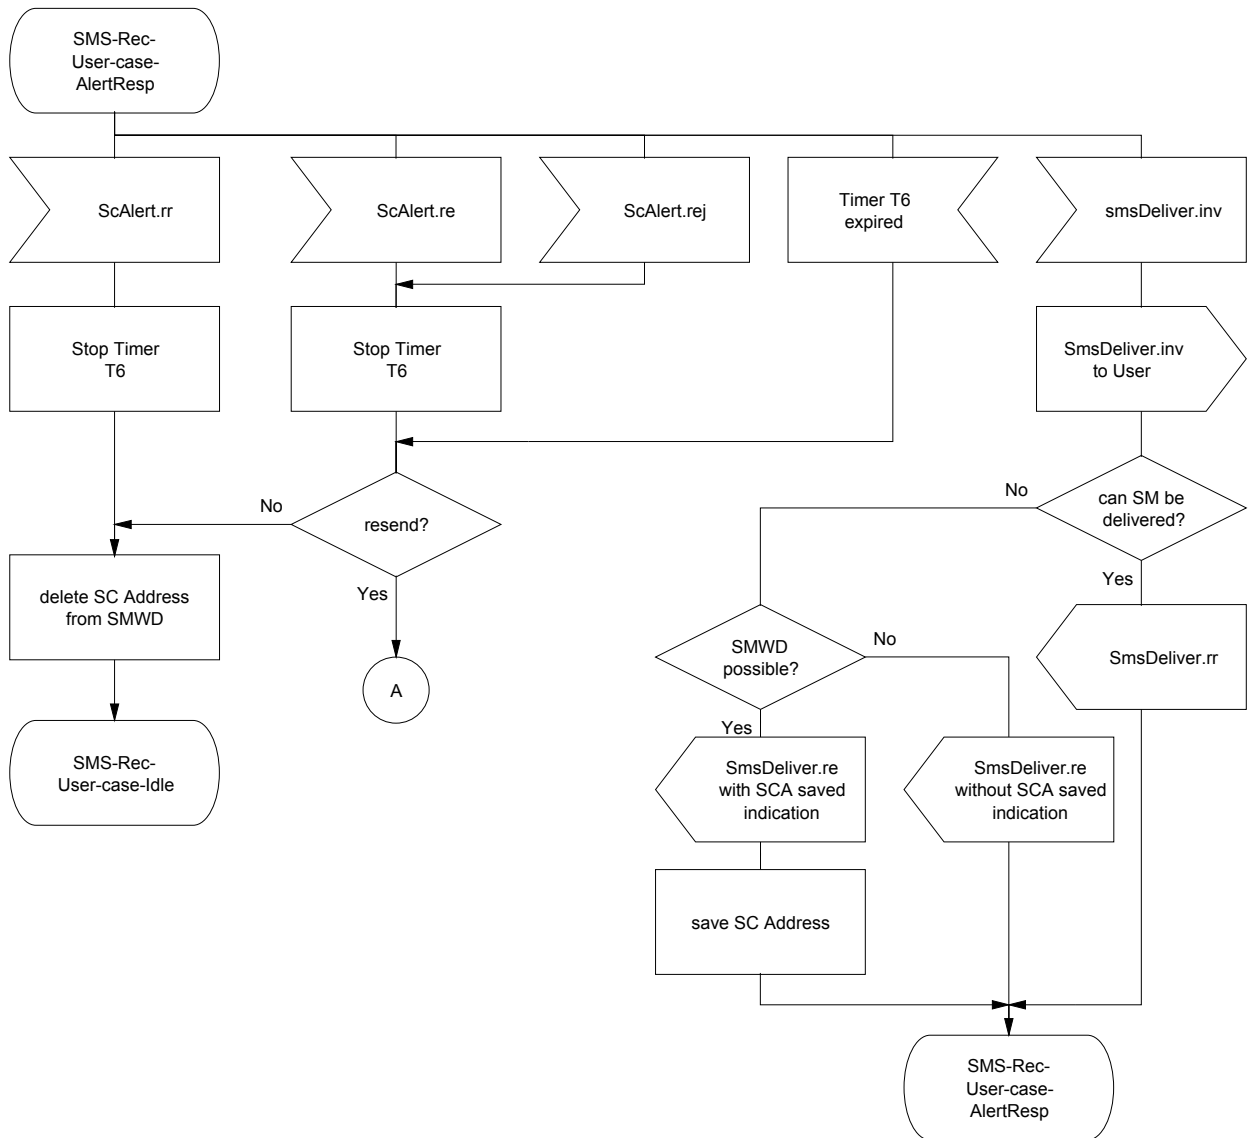 SMS-Rec-
User-case-
AlertResp
ScAlert.rr
ScAlert.re
ScAlert.rej
Timer T6
expired
smsDeliver.inv
Stop Timer
T6
Stop Timer
T6
SmsDeliver.inv
to User
No
resend?
Yes
No
can SM be
delivered?
Yes
delete SC Address
from SMWD
A
SMWD
possible?
No
Yes
SmsDeliver.rr
SMS-Rec-
User-case-Idle
SmsDeliver.re
with SCA saved
indication
SmsDeliver.re
without SCA saved
indication
save SC Address
SMS-Rec-
User-case-
AlertResp